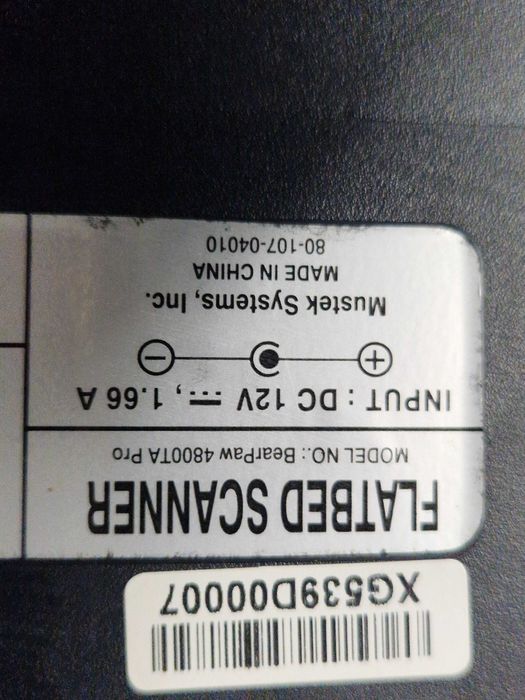 XG539D00007
FLATBED SCANNER
MODEL NO.: BearPaw 4800TA Pro
INPUT : DC 12V ⎓, 1.66 A
Mustek Systems, Inc.
MADE IN CHINA
80-107-04010